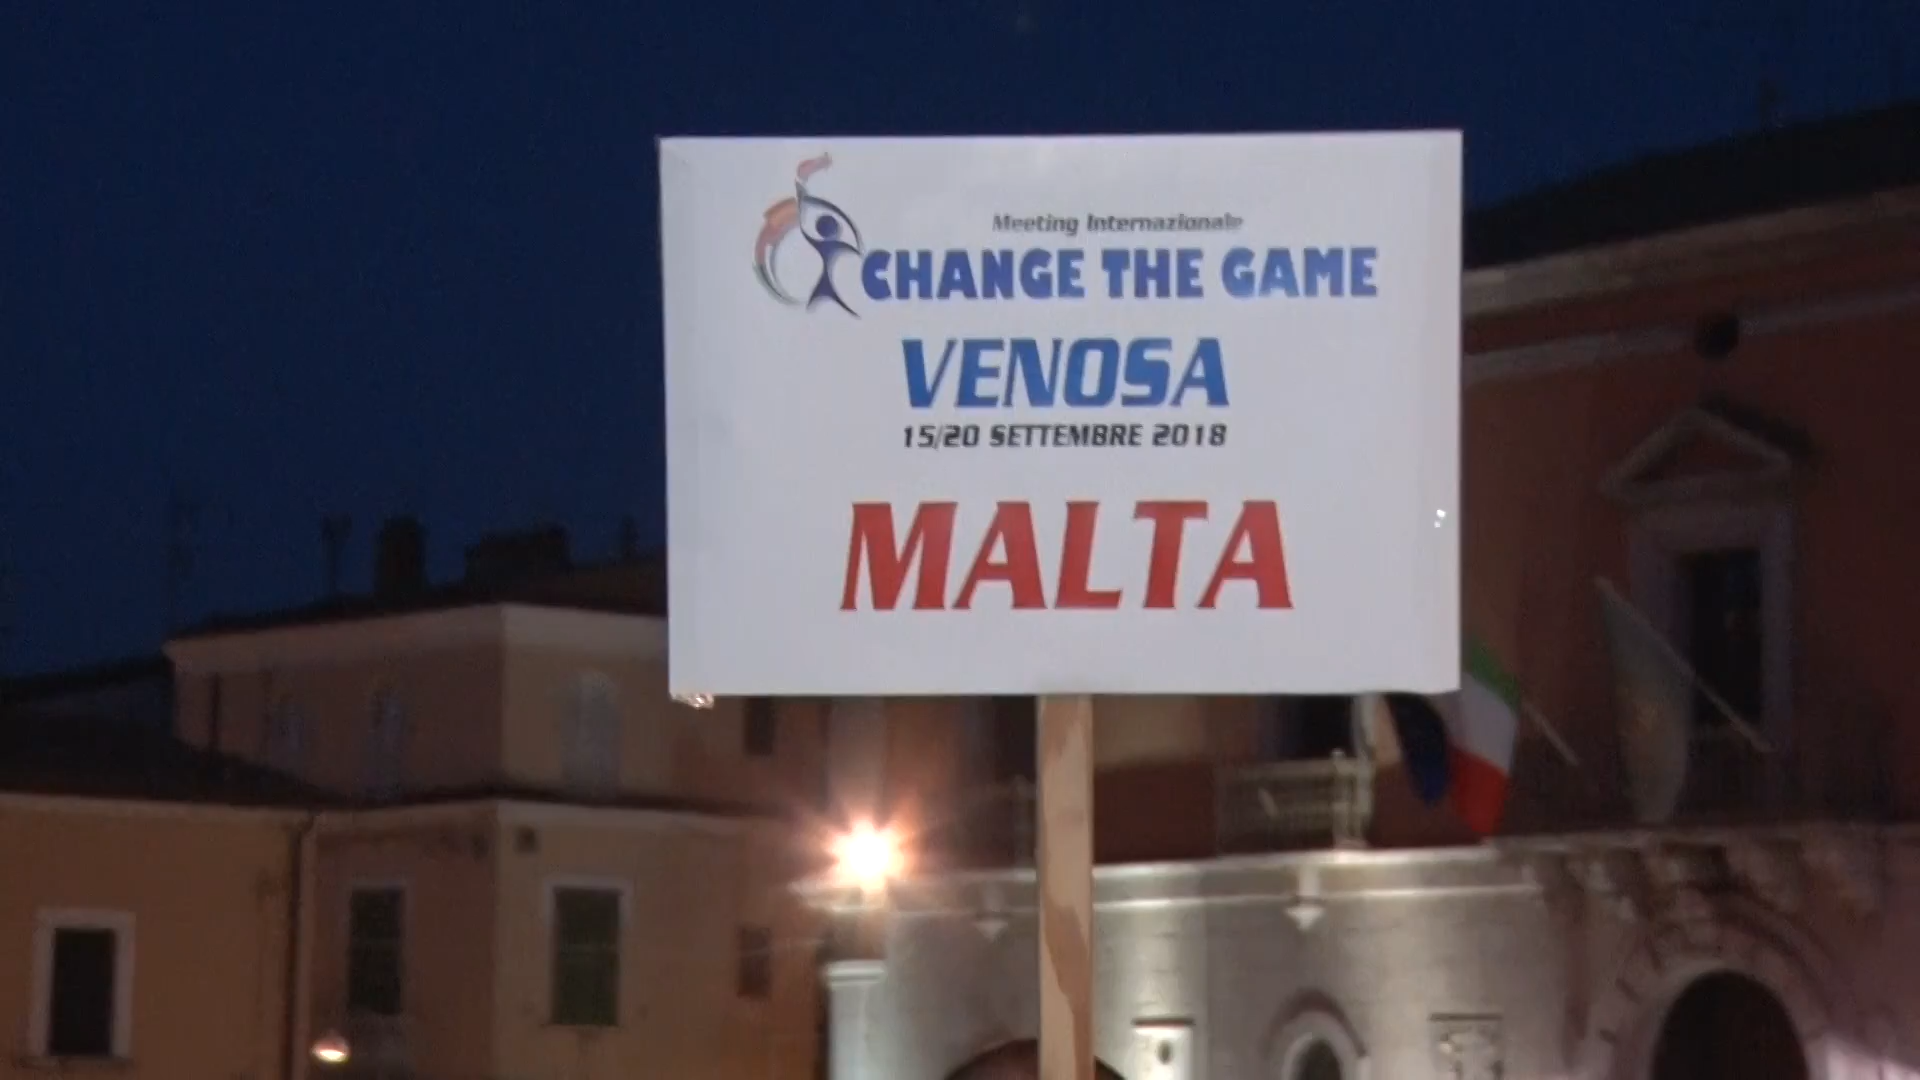 Meeting Internazionale
CHANGE THE GAME
VENOSA
15/20 SETTEMBRE 2018
MALTA